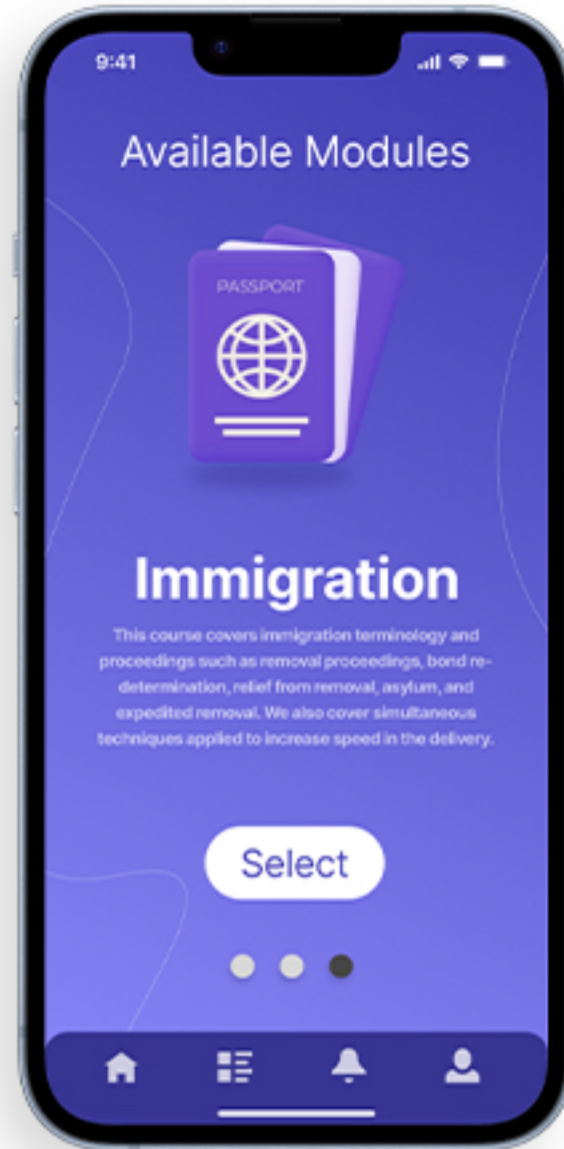 9:41
Available Modules
PASSPORT
Immigration
This course covers immigration terminology and
proceedings such as removal proceedings, bond re-
determination, relief from removal, asylum, and
expedited removal. We also cover simultaneous
techniques applied to increase speed in the delivery.
Select